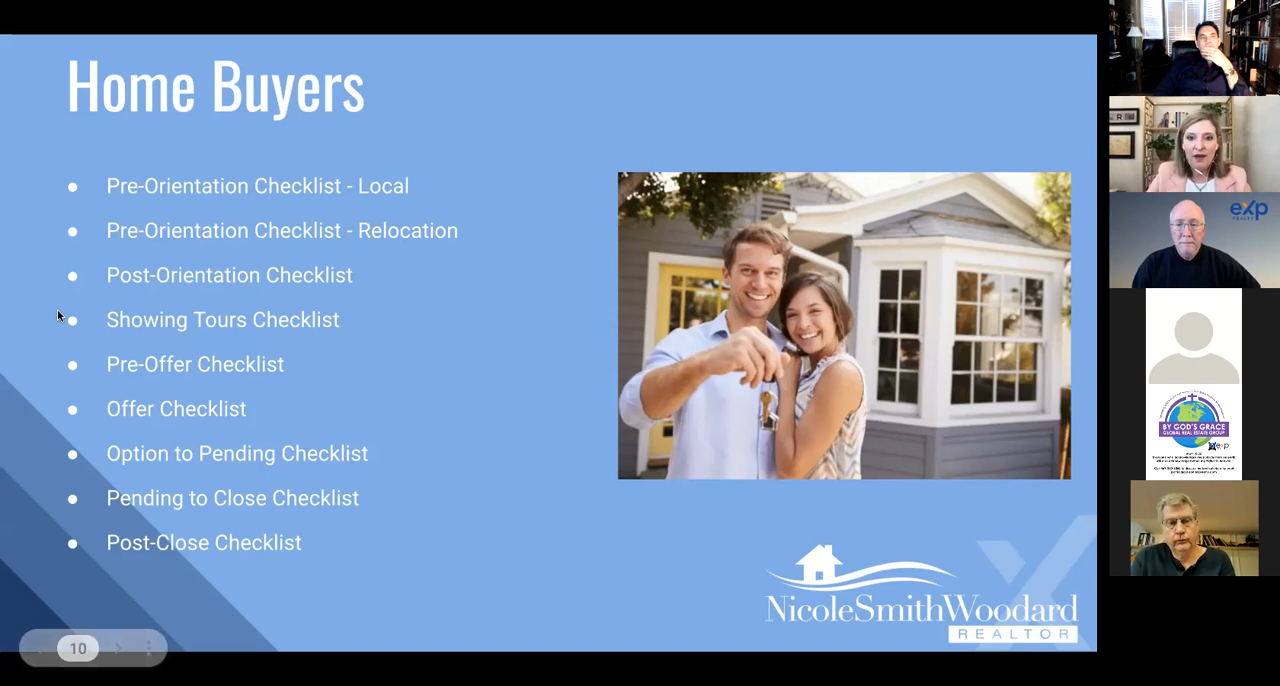 Home Buyers
Pre-Orientation Checklist - Local
Pre-Orientation Checklist - Relocation
Post-Orientation Checklist
Showing Tours Checklist
Pre-Offer Checklist
Offer Checklist
Option to Pending Checklist
Pending to Close Checklist
Post-Close Checklist
NicoleSmithWoodard
REALTOR
10
eXp
REALTY
BY GOD'S GRACE
GLOBAL REAL ESTATE GROUP
exp